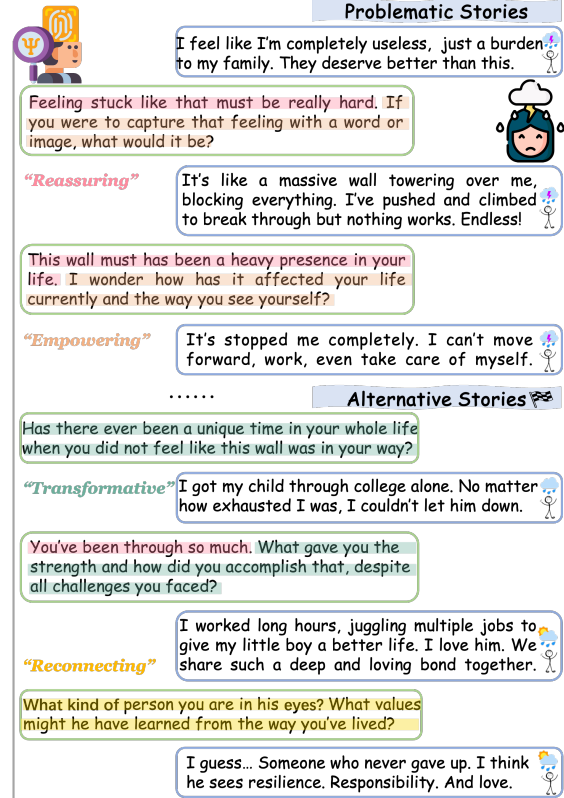 Problematic Stories
I feel like I'm completely useless, just a burden
to my family. They deserve better than this.
Feeling stuck like that must be really hard. If
you were to capture that feeling with a word or
image, what would it be?
"Reassuring"
It's like a massive wall towering over me,
blocking everything. I've pushed and climbed
to break through but nothing works. Endless!
This wall must has been a heavy presence in your
life. I wonder how has it affected your life
currently and the way you see yourself?
"Empowering"
It's stopped me completely. I can't move
forward, work, even take care of myself.
......
Alternative Stories
Has there ever been a unique time in your whole life
when you did not feel like this wall was in your way?
"Transformative"
I got my child through college alone. No matter
how exhausted I was, I couldn't let him down.
You've been through so much. What gave you the
strength and how did you accomplish that, despite
all challenges you faced?
I worked long hours, juggling multiple jobs to
give my little boy a better life. I love him. We
share such a deep and loving bond together.
"Reconnecting"
What kind of person you are in his eyes? What values
might he have learned from the way you've lived?
I guess... Someone who never gave up. I think
he sees resilience. Responsibility. And love.